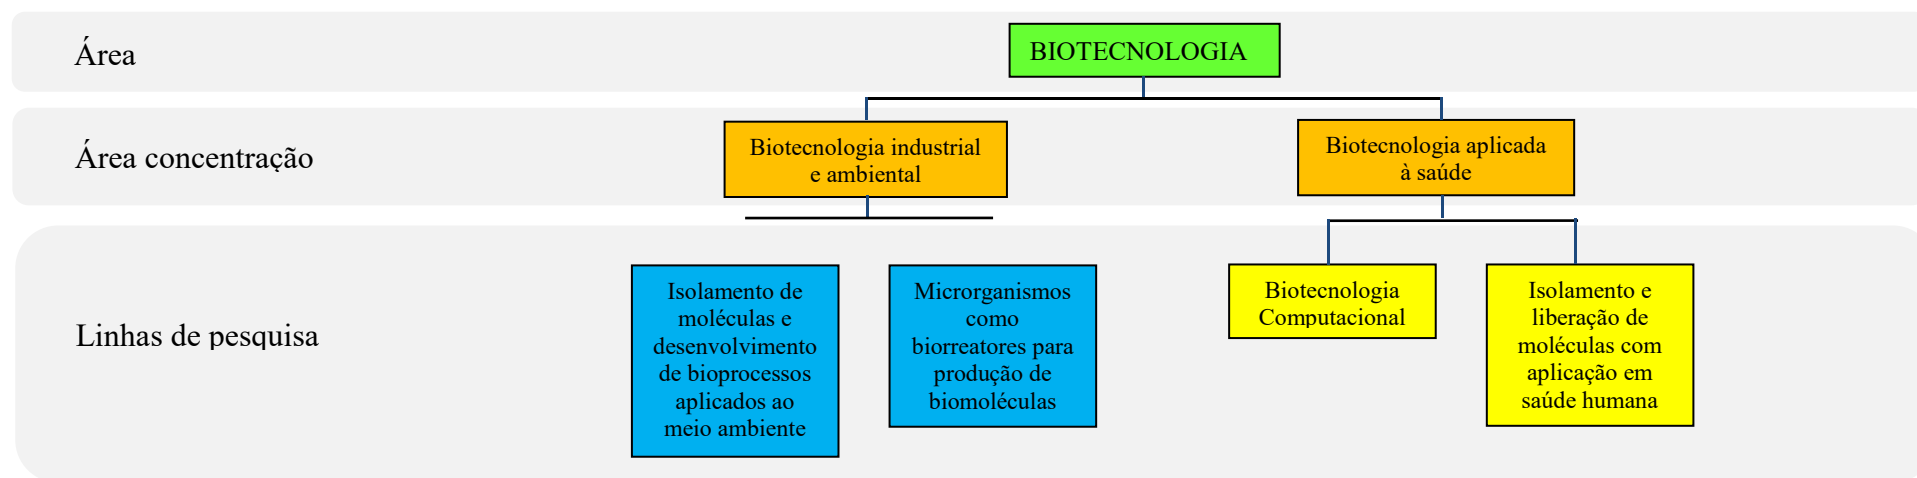 Área
BIOTECNOLOGIA
Área concentração
Biotecnologia industrial
e ambiental
Biotecnologia aplicada
à saúde
Linhas de pesquisa
Isolamento de
moléculas e
desenvolvimento
de bioprocessos
aplicados ao
meio ambiente
Microrganismos
como
biorreatores para
produção de
biomoléculas
Biotecnologia
Computacional
Isolamento e
liberação de
moléculas com
aplicação em
saúde humana